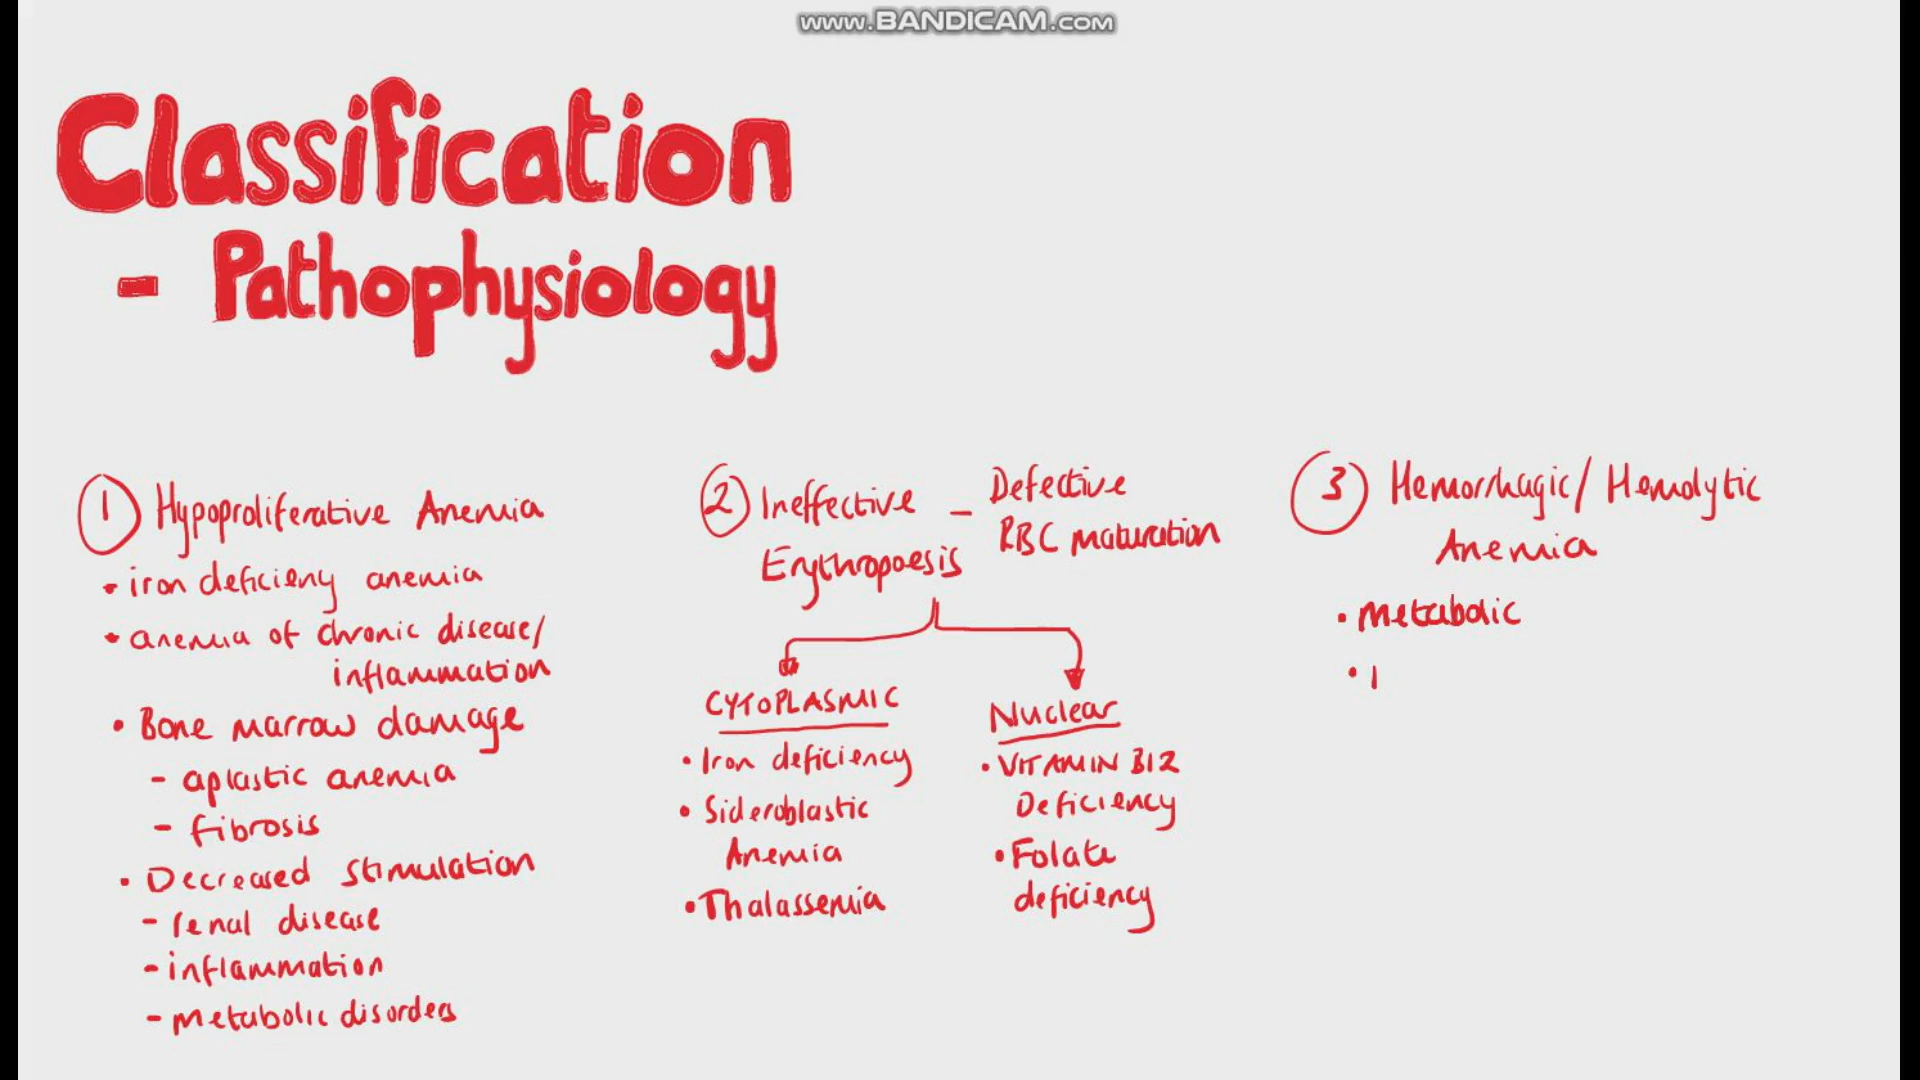 www.BANDICAM.com
Classification
- Pathophysiology
1 Hypoproliferative Anemia
• iron deficieny anemia
• anemia of chronic disease/
inflammation
• Bone marrow damage
- aplastic anemia
- fibrosis
• Decreased stimulation
- renal disease
- inflammation
- metabolic disorders
2 Ineffective Erythropoesis - Defective RBC maturation
CYTOPLASMIC
• Iron deficiency
• Sideroblastic
Anemia
• Thalassemia
Nuclear
• VITAMIN B12
Deficiency
• Folate
deficiency
3 Hemorrhagic/Hemolytic
Anemia
• Metabolic
•